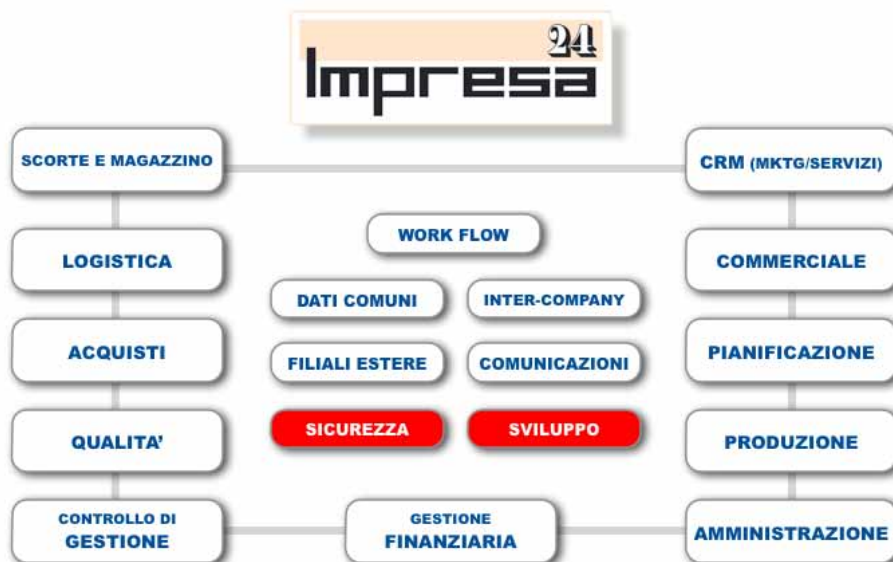 24
Impresa
SCORTE E MAGAZZINO
CRM (MKTG/SERVIZI)
WORK FLOW
LOGISTICA
COMMERCIALE
DATI COMUNI
INTER-COMPANY
ACQUISTI
FILIALI ESTERE
COMUNICAZIONI
PIANIFICAZIONE
SICUREZZA
SVILUPPO
QUALITA'
PRODUZIONE
CONTROLLO DI
GESTIONE
GESTIONE
FINANZIARIA
AMMINISTRAZIONE